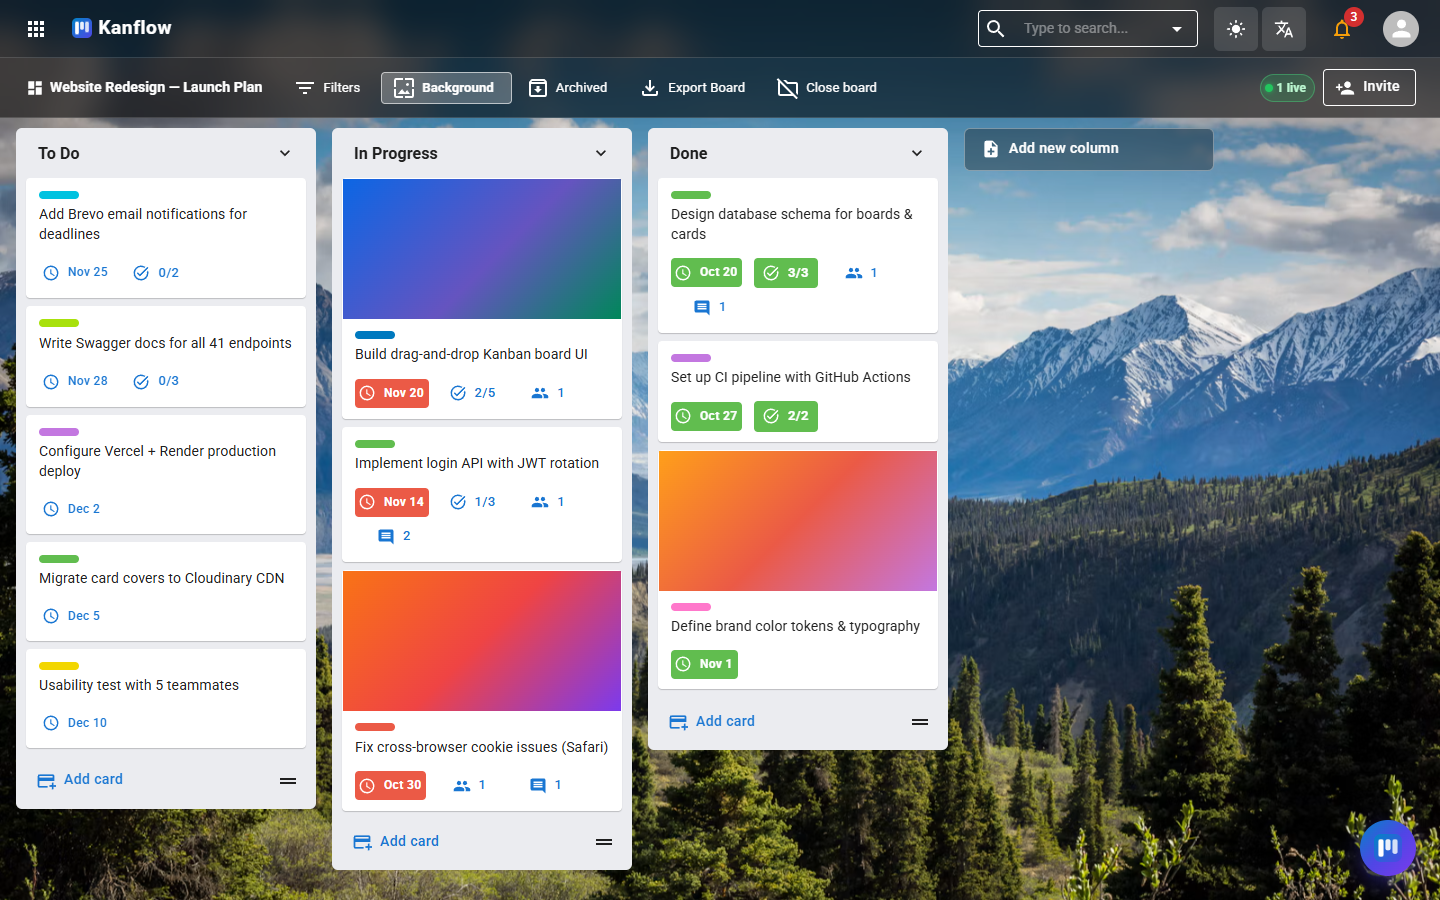 Kanflow
Type to search...
3
Website Redesign — Launch Plan
Filters
Background
Archived
Export Board
Close board
1 live
Invite
To Do
Add Brevo email notifications for
deadlines
Nov 25
0/2
Write Swagger docs for all 41 endpoints
Nov 28
0/3
Configure Vercel + Render production
deploy
Dec 2
Migrate card covers to Cloudinary CDN
Dec 5
Usability test with 5 teammates
Dec 10
Add card
In Progress
Build drag-and-drop Kanban board UI
Nov 20
2/5
1
Implement login API with JWT rotation
Nov 14
1/3
1
2
Fix cross-browser cookie issues (Safari)
Oct 30
1
1
Add card
Done
Design database schema for boards &
cards
Oct 20
3/3
1
1
Set up CI pipeline with GitHub Actions
Oct 27
2/2
Define brand color tokens & typography
Nov 1
Add card
Add new column